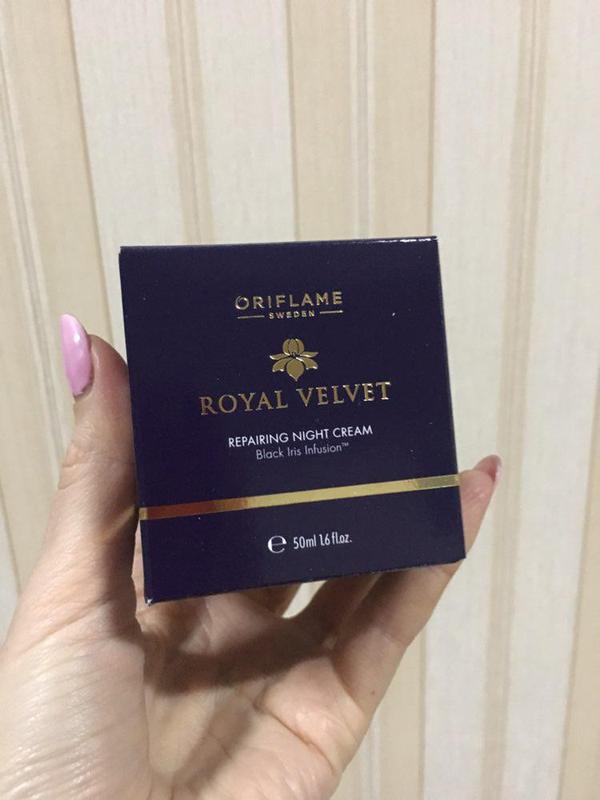 ORIFLAME
SWEDEN
ROYAL VELVET
REPAIRING NIGHT CREAM
Black Iris Infusion™
℮ 50ml 1.6 fl.oz.